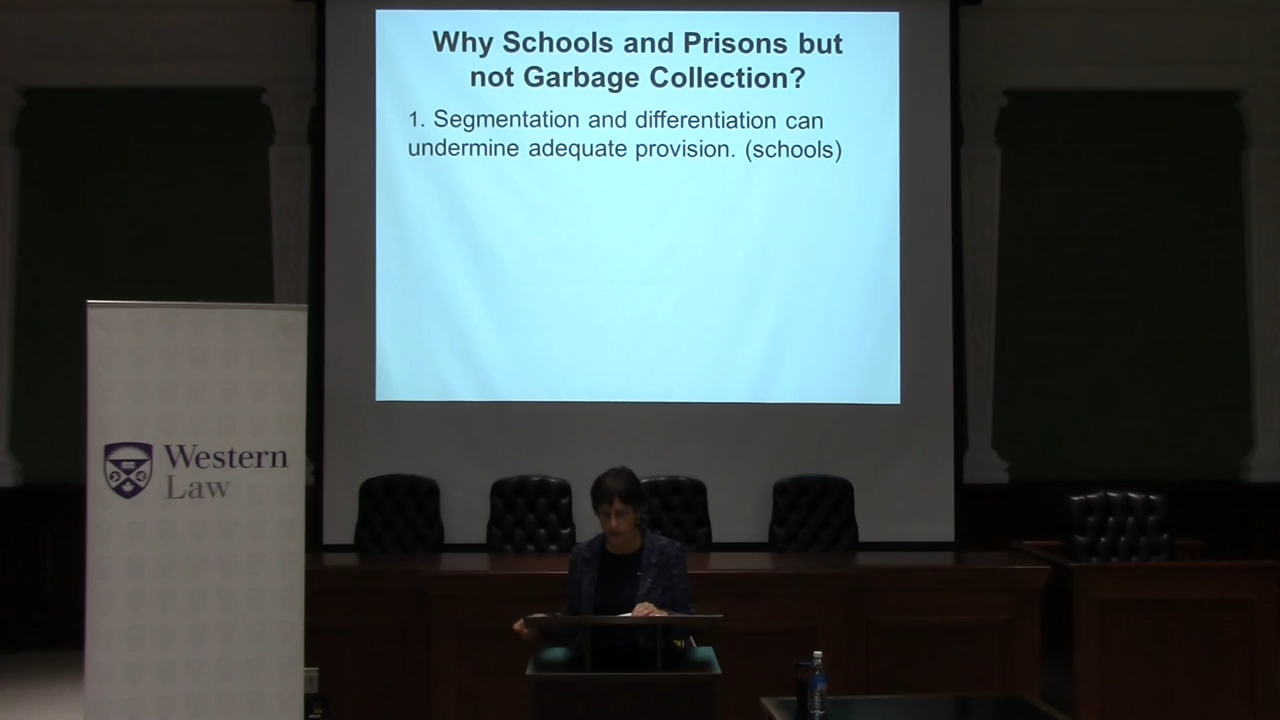 Why Schools and Prisons but
not Garbage Collection?
1. Segmentation and differentiation can
undermine adequate provision. (schools)
Western
Law